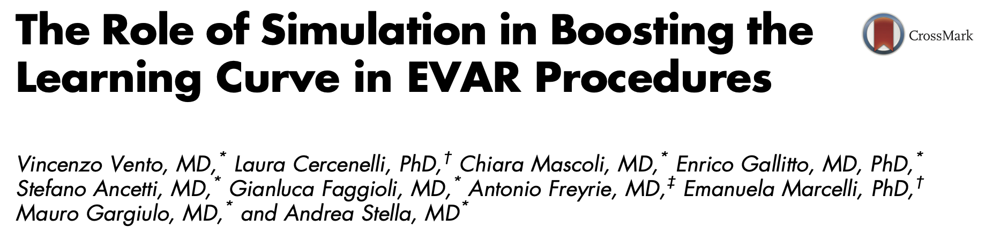 The Role of Simulation in Boosting the
Learning Curve in EVAR Procedures
CrossMark
Vincenzo Vento, MD,* Laura Cercenelli, PhD,† Chiara Mascoli, MD,* Enrico Gallitto, MD, PhD,*
Stefano Ancetti, MD,* Gianluca Faggioli, MD,* Antonio Freyrie, MD,‡ Emanuela Marcelli, PhD,†
Mauro Gargiulo, MD,* and Andrea Stella, MD*